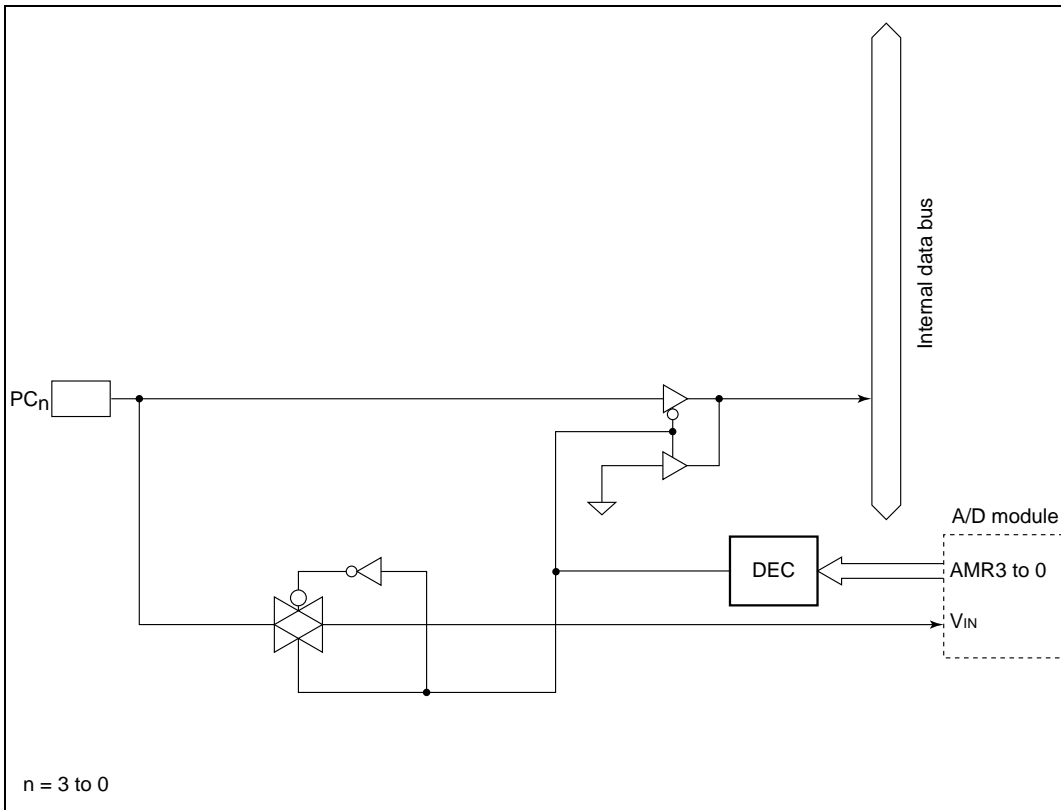 Internal data bus
PCn
A/D module
DEC
AMR3 to 0
VIN
n = 3 to 0